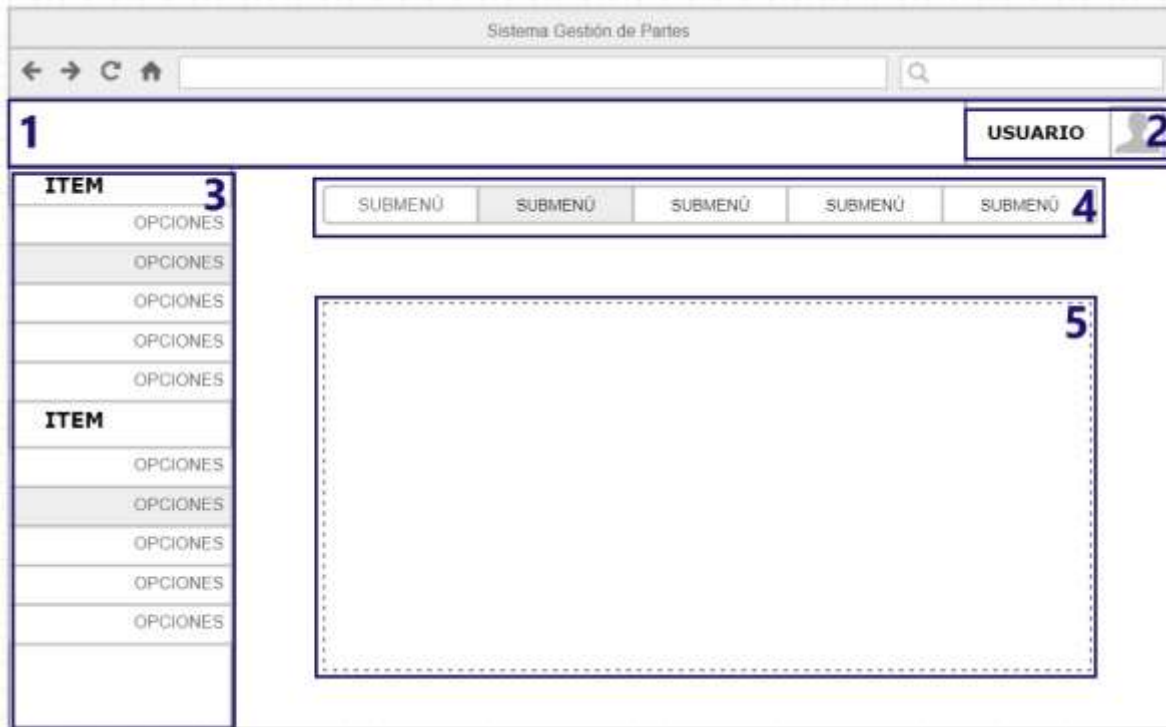 Sistema Gestión de Partes
1
USUARIO 2
ITEM 3
OPCIONES
OPCIONES
OPCIONES
OPCIONES
OPCIONES
ITEM
OPCIONES
OPCIONES
OPCIONES
OPCIONES
OPCIONES
SUBMENÚ SUBMENÚ SUBMENÚ SUBMENÚ SUBMENÚ 4
5